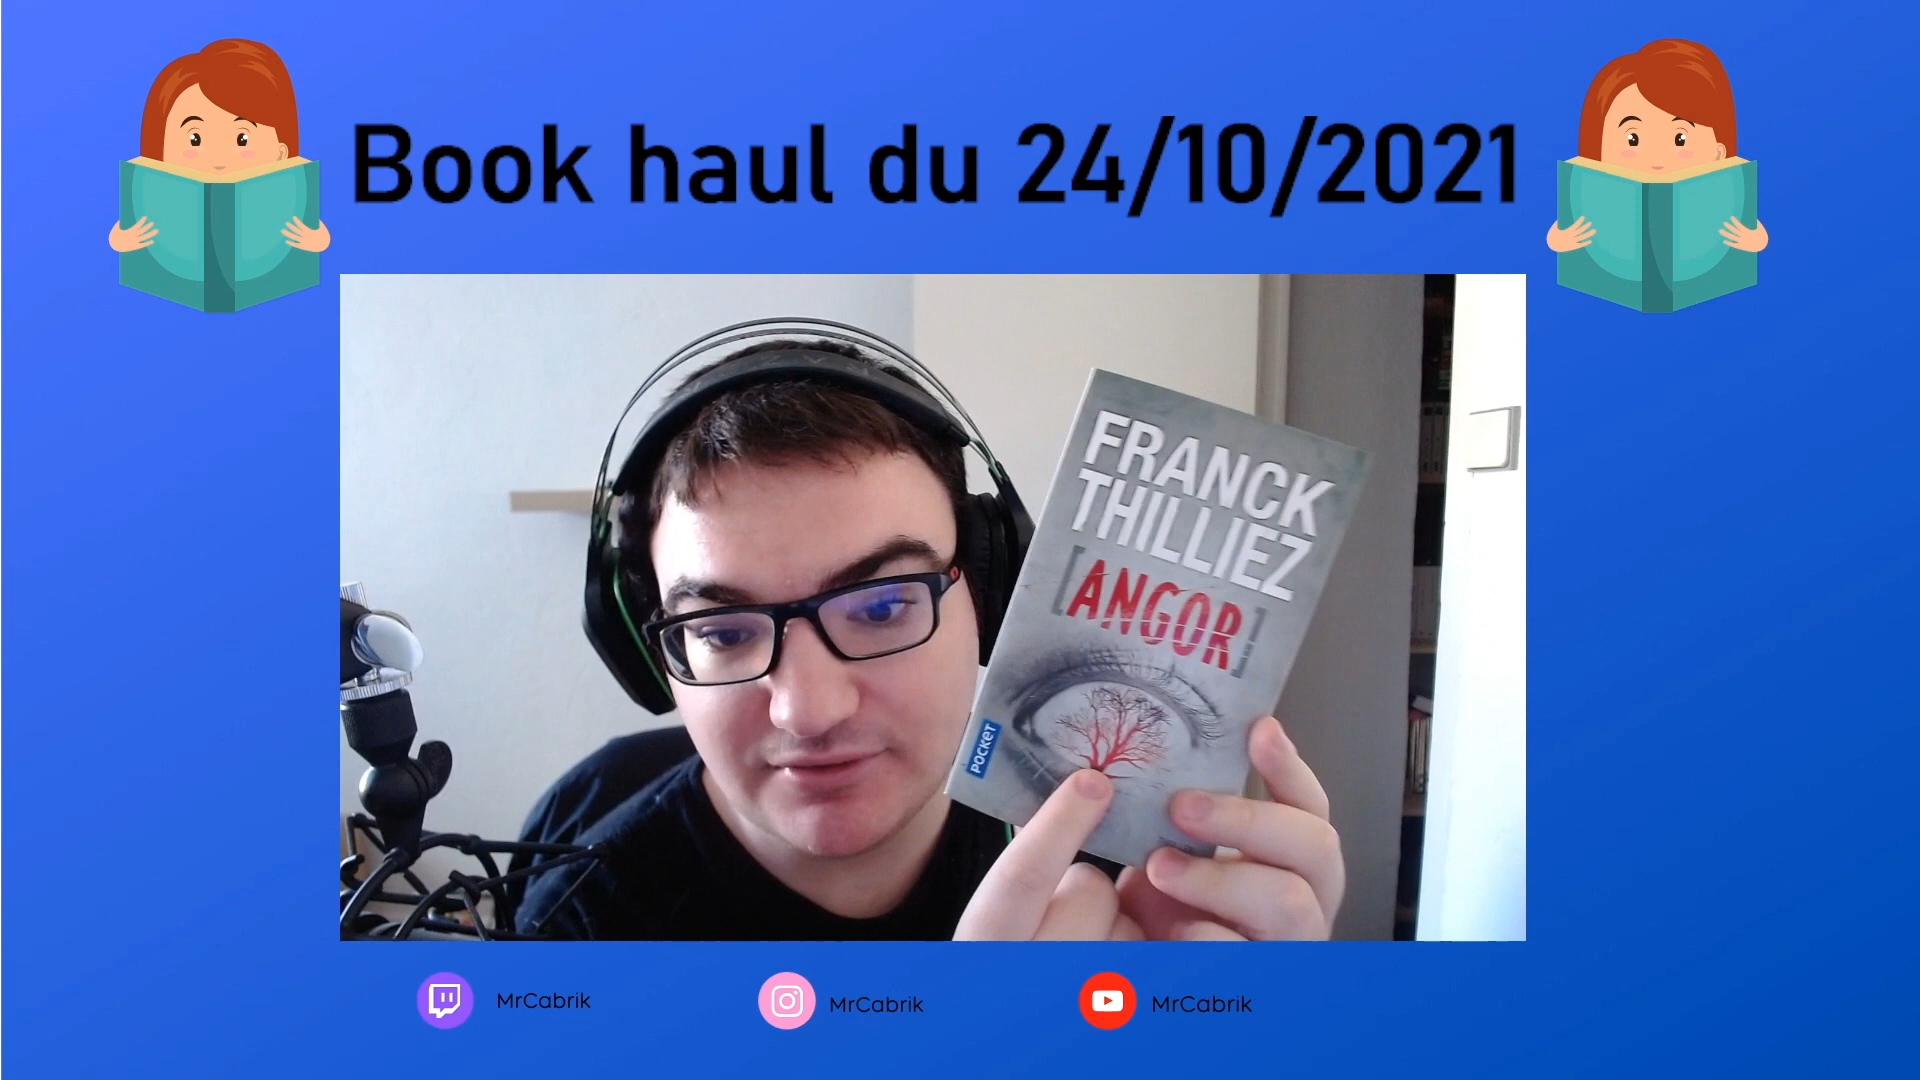 Book haul du 24/10/2021
FRANCK
THILLIEZ
[ANGOR]
POCKET
MrCabrik
MrCabrik
MrCabrik